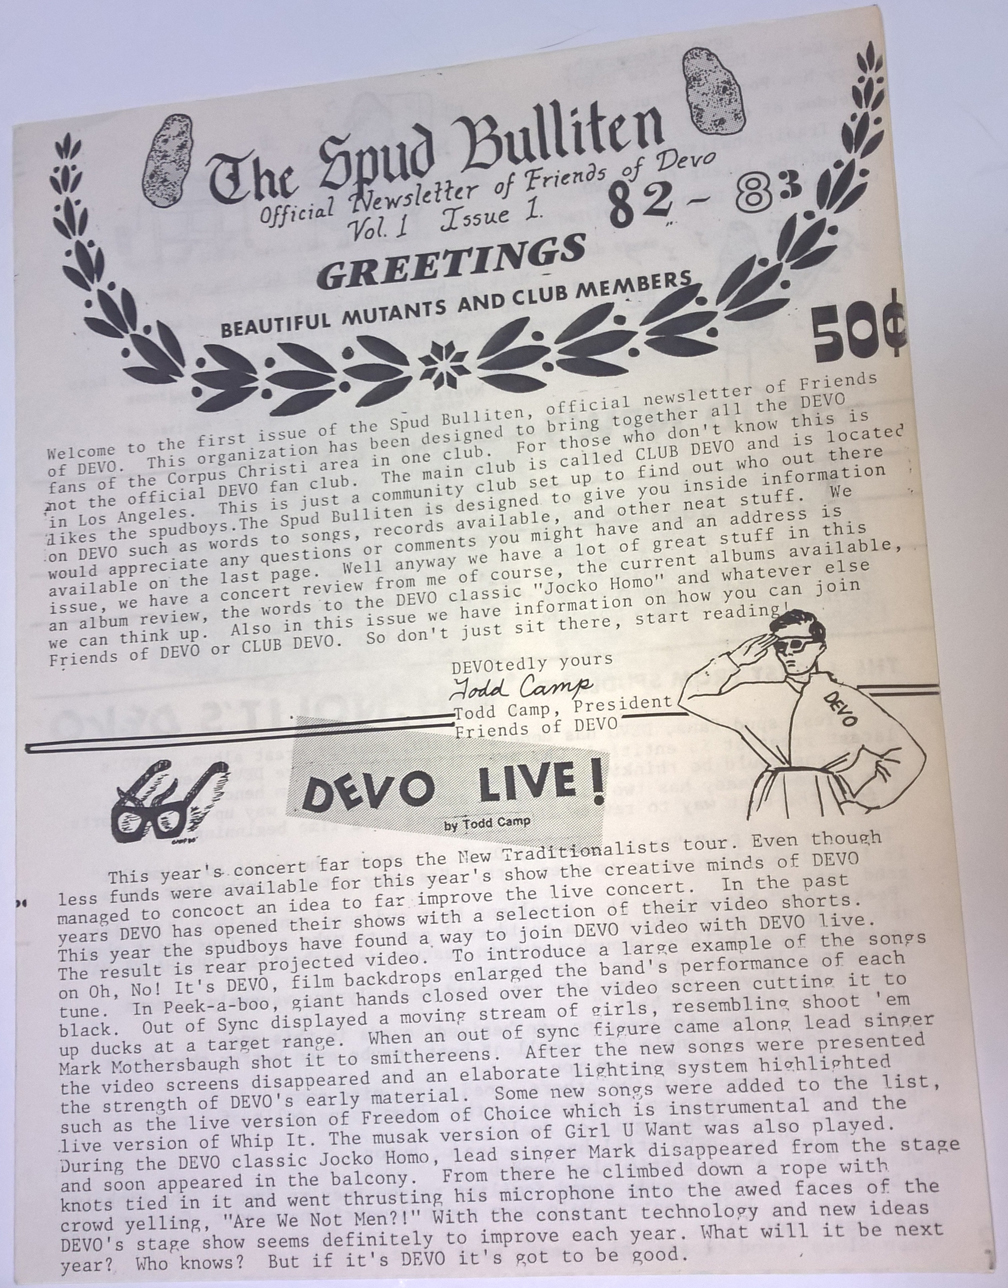 The Spud Bulliten
Official Newsletter of Friends of Devo
Vol. 1 Issue 1. 82 - 83
GREETINGS
BEAUTIFUL MUTANTS AND CLUB MEMBERS
50¢
Welcome to the first issue of the Spud Bulliten, official newsletter of Friends
of DEVO. This organization has been designed to bring together all the DEVO
fans of the Corpus Christi area in one club. For those who don't know this is
not the official DEVO fan club. The main club is called CLUB DEVO and is located
in Los Angeles. This is just a community club set up to find out who out there
likes the spudboys.The Spud Bulliten is designed to give you inside information
on DEVO such as words to songs, records available, and other neat stuff. We
would appreciate any questions or comments you might have and an address is
available on the last page. Well anyway we have a lot of great stuff in this
issue, we have a concert review from me of course, the current albums available,
an album review, the words to the DEVO classic "Jocko Homo" and whatever else
we can think up. Also in this issue we have information on how you can join
Friends of DEVO or CLUB DEVO. So don't just sit there, start reading!
DEVOtedly yours
Todd Camp
Todd Camp, President
Friends of DEVO
DEVO
DEVO LIVE!
by Todd Camp
This year's concert far tops the New Traditionalists tour. Even though
less funds were available for this year's show the creative minds of DEVO
managed to concoct an idea to far improve the live concert. In the past
years DEVO has opened their shows with a selection of their video shorts.
This year the spudboys have found a way to join DEVO video with DEVO live.
The result is rear projected video. To introduce a large example of the songs
on Oh, No! It's DEVO, film backdrops enlarged the band's performance of each
tune. In Peek-a-boo, giant hands closed over the video screen cutting it to
black. Out of Sync displayed a moving stream of girls, resembling shoot 'em
up ducks at a target range. When an out of sync figure came along lead singer
Mark Mothersbaugh shot it to smithereens. After the new songs were presented
the video screens disappeared and an elaborate lighting system highlighted
the strength of DEVO's early material. Some new songs were added to the list,
such as the live version of Freedom of Choice which is instrumental and the
live version of Whip It. The musak version of Girl U Want was also played.
During the DEVO classic Jocko Homo, lead singer Mark disappeared from the stage
and soon appeared in the balcony. From there he climbed down a rope with
knots tied in it and went thrusting his microphone into the awed faces of the
crowd yelling, "Are We Not Men?!" With the constant technology and new ideas
DEVO's stage show seems definitely to improve each year. What will it be next
year? Who knows? But if it's DEVO it's got to be good.